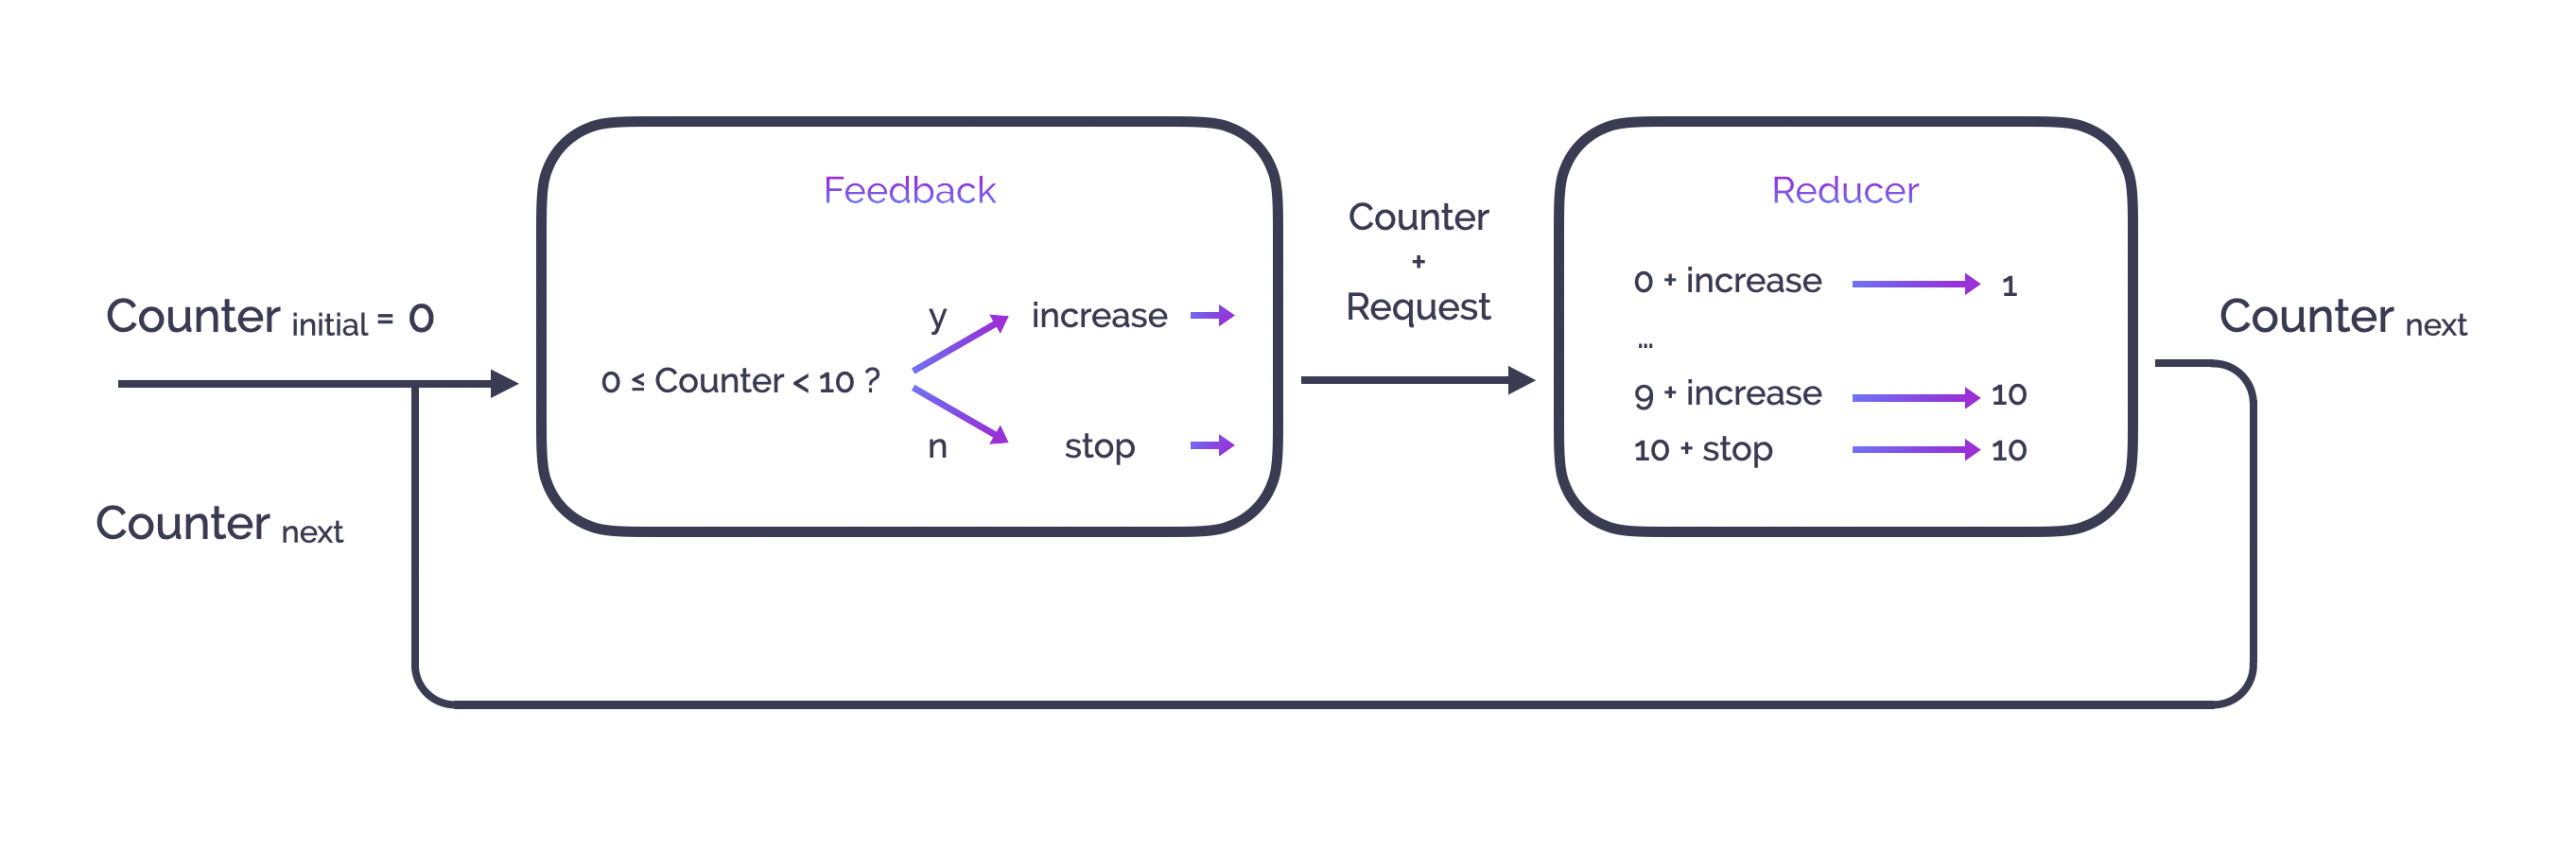 Counter initial = 0
Counter next
Feedback
0 ≤ Counter < 10 ?
y
increase
n
stop
Counter
+
Request
Reducer
0 + increase 1
...
9 + increase 10
10 + stop 10
Counter next